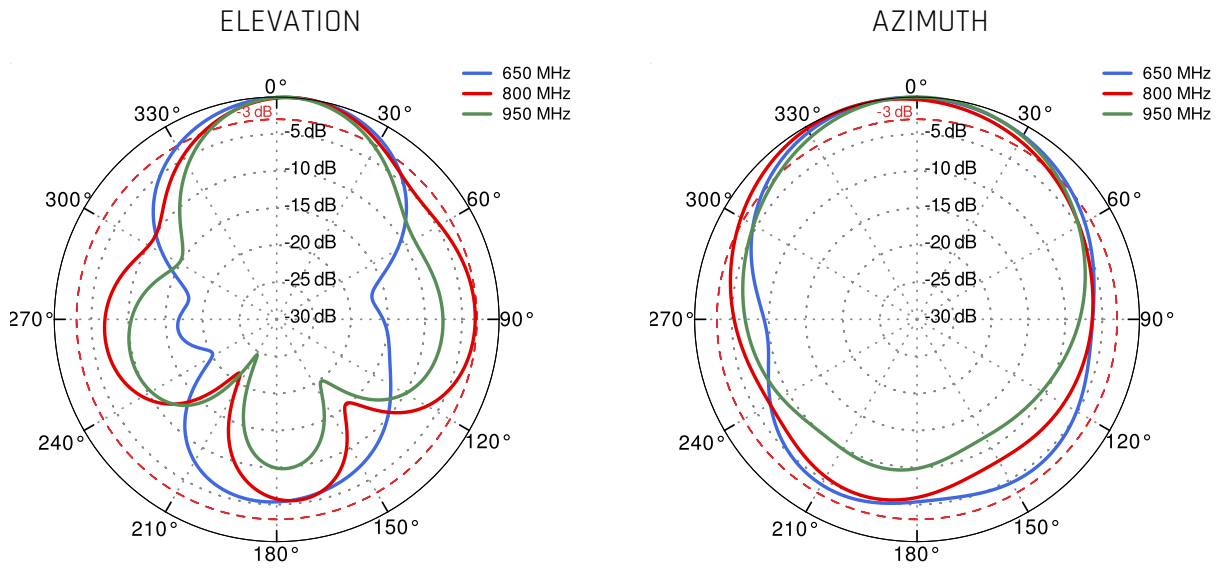 ELEVATION
650 MHz
800 MHz
950 MHz
0°
30°
60°
90°
120°
150°
180°
210°
240°
270°
300°
330°
-3 dB
-5 dB
-10 dB
-15 dB
-20 dB
-25 dB
-30 dB
AZIMUTH
650 MHz
800 MHz
950 MHz
0°
30°
60°
90°
120°
150°
180°
210°
240°
270°
300°
330°
-3 dB
-5 dB
-10 dB
-15 dB
-20 dB
-25 dB
-30 dB